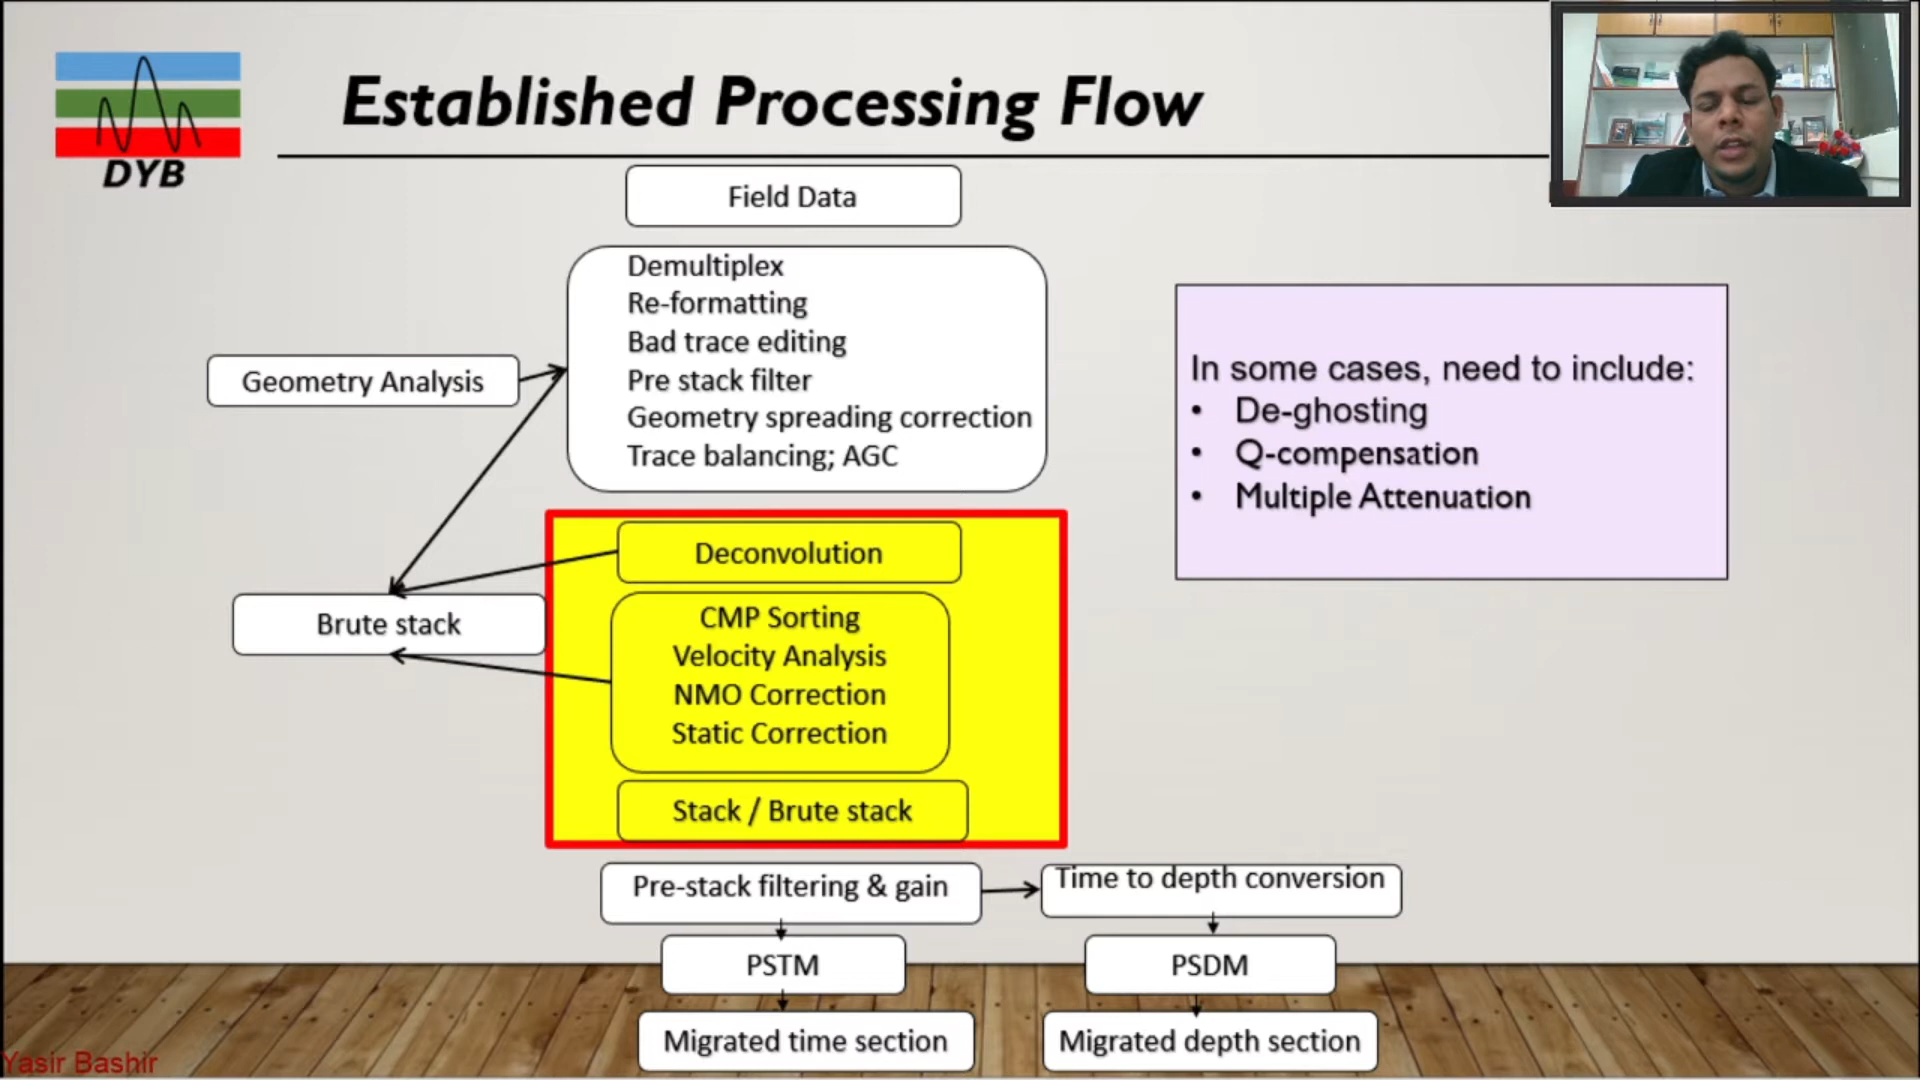 DYB
Established Processing Flow
Field Data
Demultiplex
Re-formatting
Bad trace editing
Pre stack filter
Geometry spreading correction
Trace balancing; AGC
Geometry Analysis
In some cases, need to include:
• De-ghosting
• Q-compensation
• Multiple Attenuation
Deconvolution
Brute stack
CMP Sorting
Velocity Analysis
NMO Correction
Static Correction
Stack / Brute stack
Pre-stack filtering & gain
Time to depth conversion
PSTM
PSDM
Migrated time section
Migrated depth section
Yasir Bashir